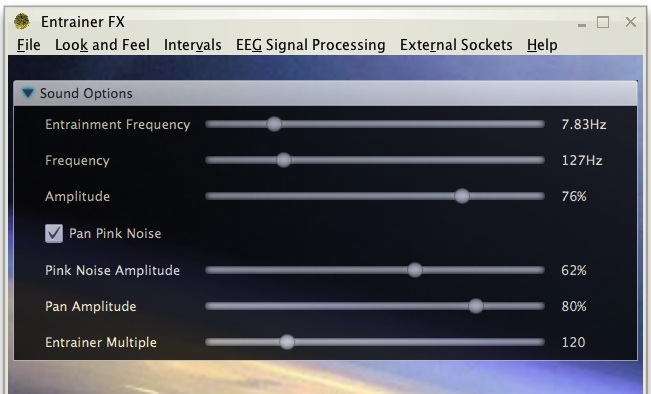 Entrainer FX
File Look and Feel Intervals EEG Signal Processing External Sockets Help
Sound Options
Entrainment Frequency 7.83Hz
Frequency 127Hz
Amplitude 76%
Pan Pink Noise
Pink Noise Amplitude 62%
Pan Amplitude 80%
Entrainer Multiple 120